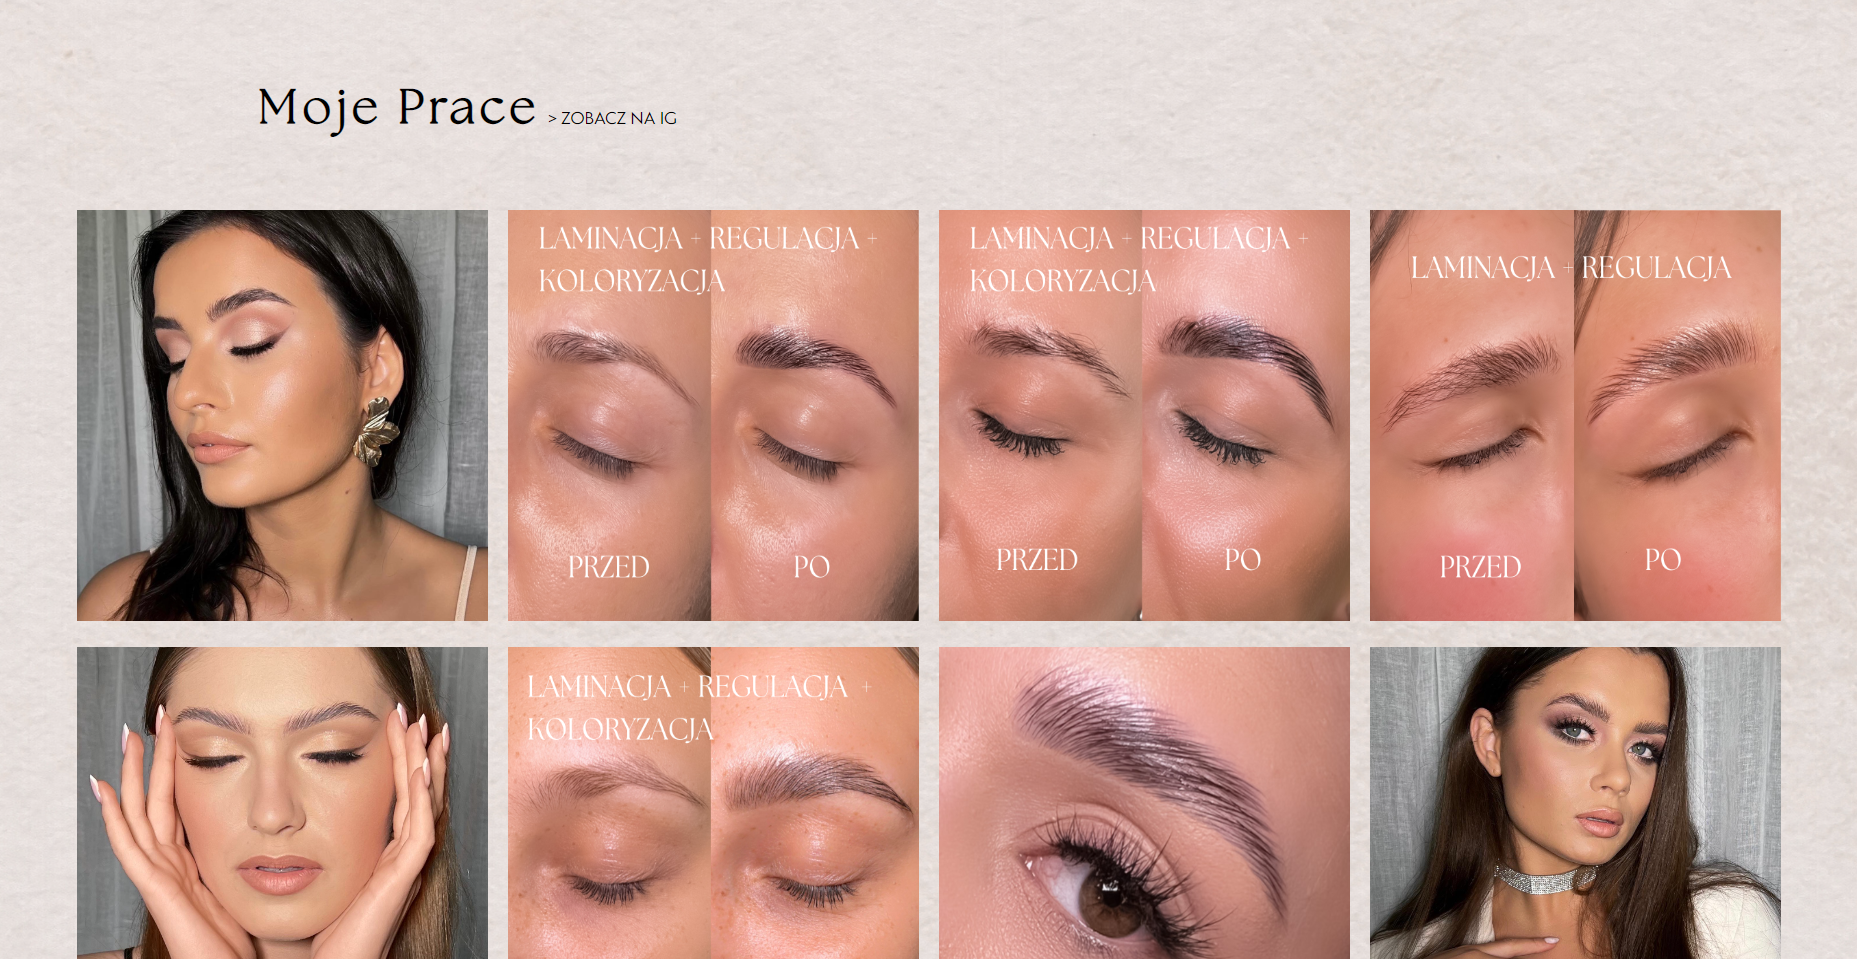 Moje Prace > ZOBACZ NA IG
LAMINACJA + REGULACJA +
KOLORYZACJA
PRZED PO
LAMINACJA + REGULACJA +
KOLORYZACJA
PRZED PO
LAMINACJA + REGULACJA
PRZED PO
LAMINACJA + REGULACJA +
KOLORYZACJA